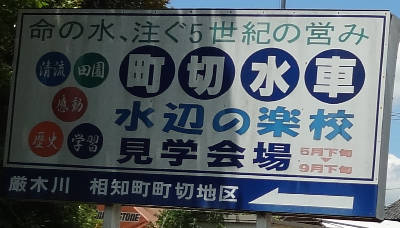 命の水、注ぐ5世紀の営み
清流 田園
感動
歴史 学習
町切水車
水辺の楽校
見学会場
5月下旬
9月下旬
厳木川 相知町町切地区